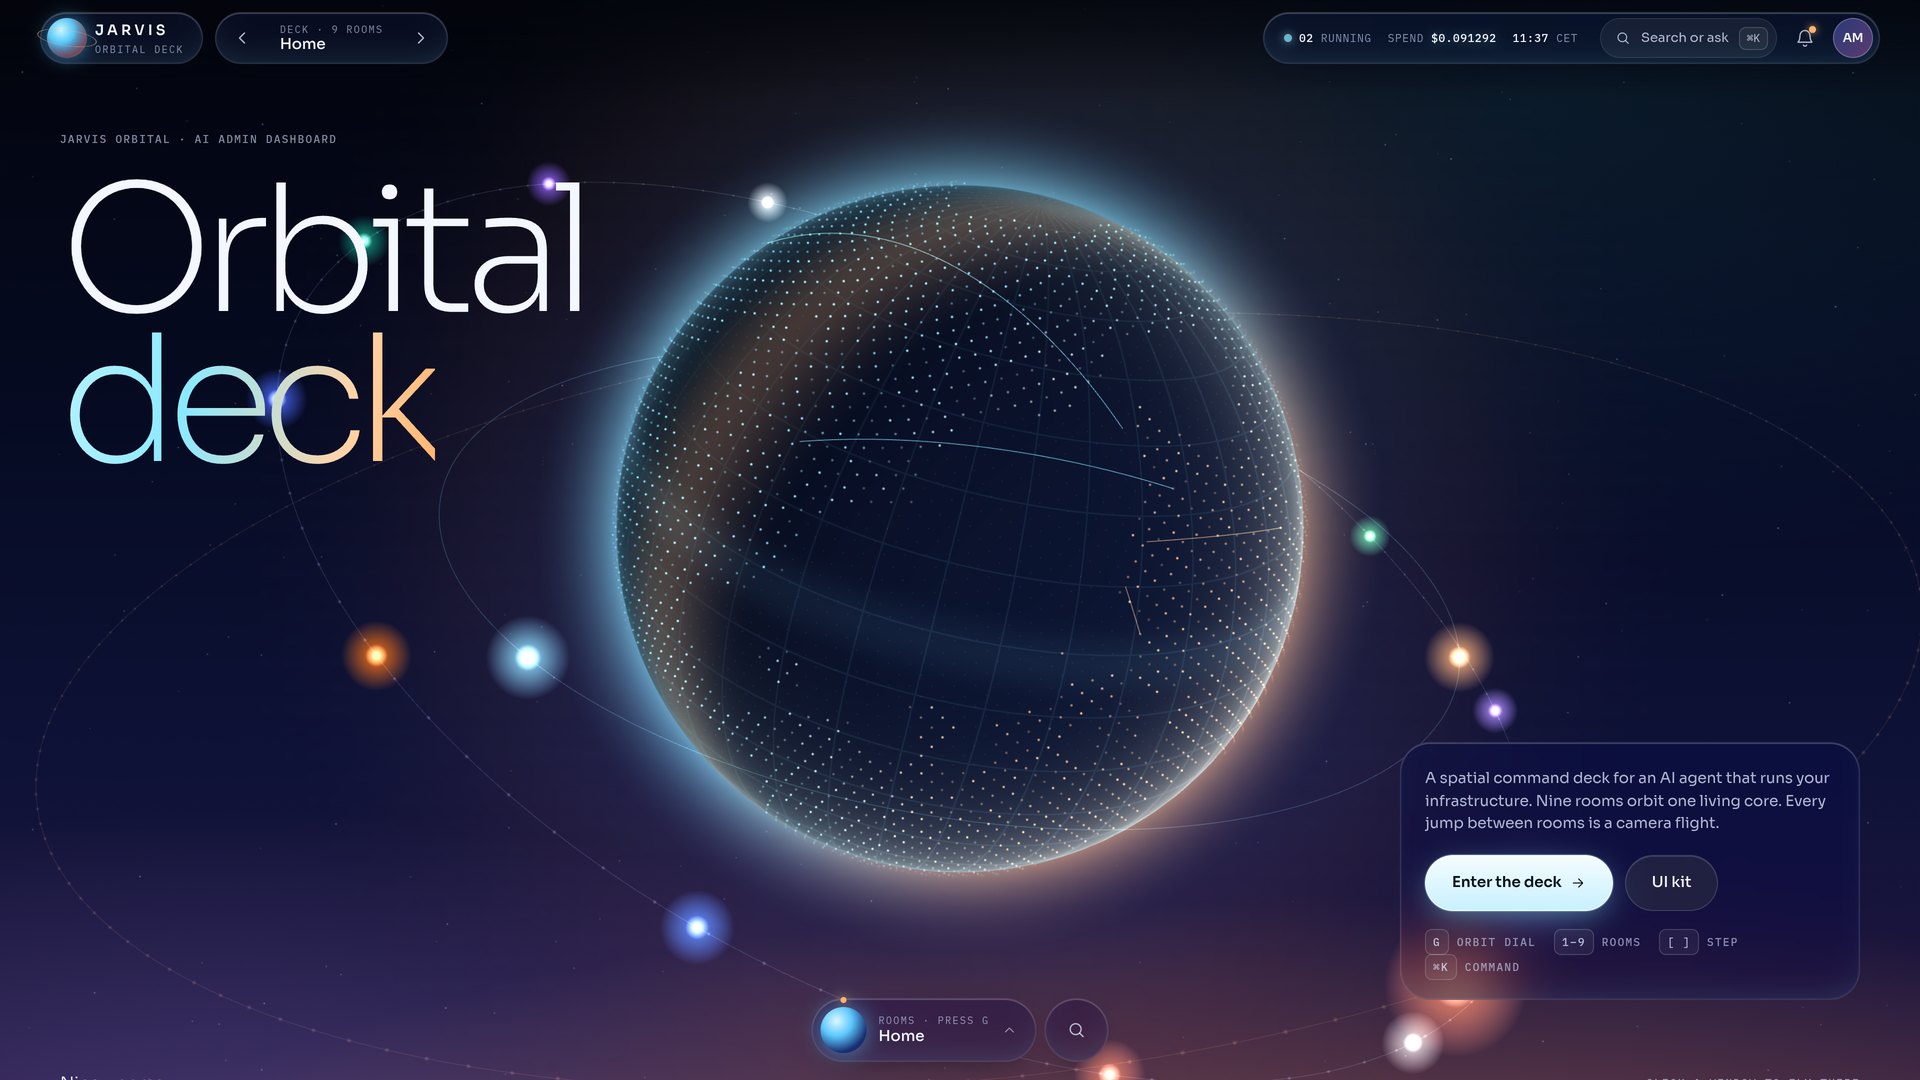 JARVIS
ORBITAL DECK
DECK · 9 ROOMS
Home
02 RUNNING SPEND $0.091292 11:37 CET
Search or ask ⌘K
AM
JARVIS ORBITAL · AI ADMIN DASHBOARD
Orbital
deck
A spatial command deck for an AI agent that runs your
infrastructure. Nine rooms orbit one living core. Every
jump between rooms is a camera flight.
Enter the deck →
UI kit
G ORBIT DIAL 1–9 ROOMS [ ] STEP
⌘K COMMAND
ROOMS · PRESS G
Home